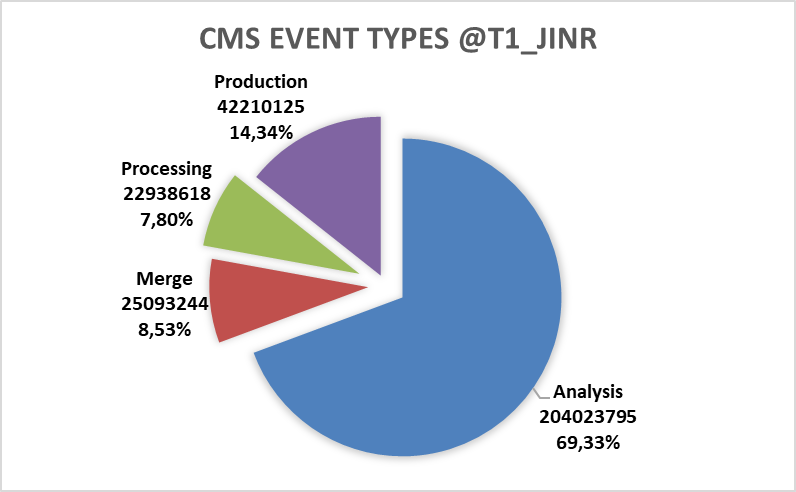 CMS EVENT TYPES @T1_JINR
Production
42210125
14,34%
Processing
22938618
7,80%
Merge
25093244
8,53%
Analysis
204023795
69,33%